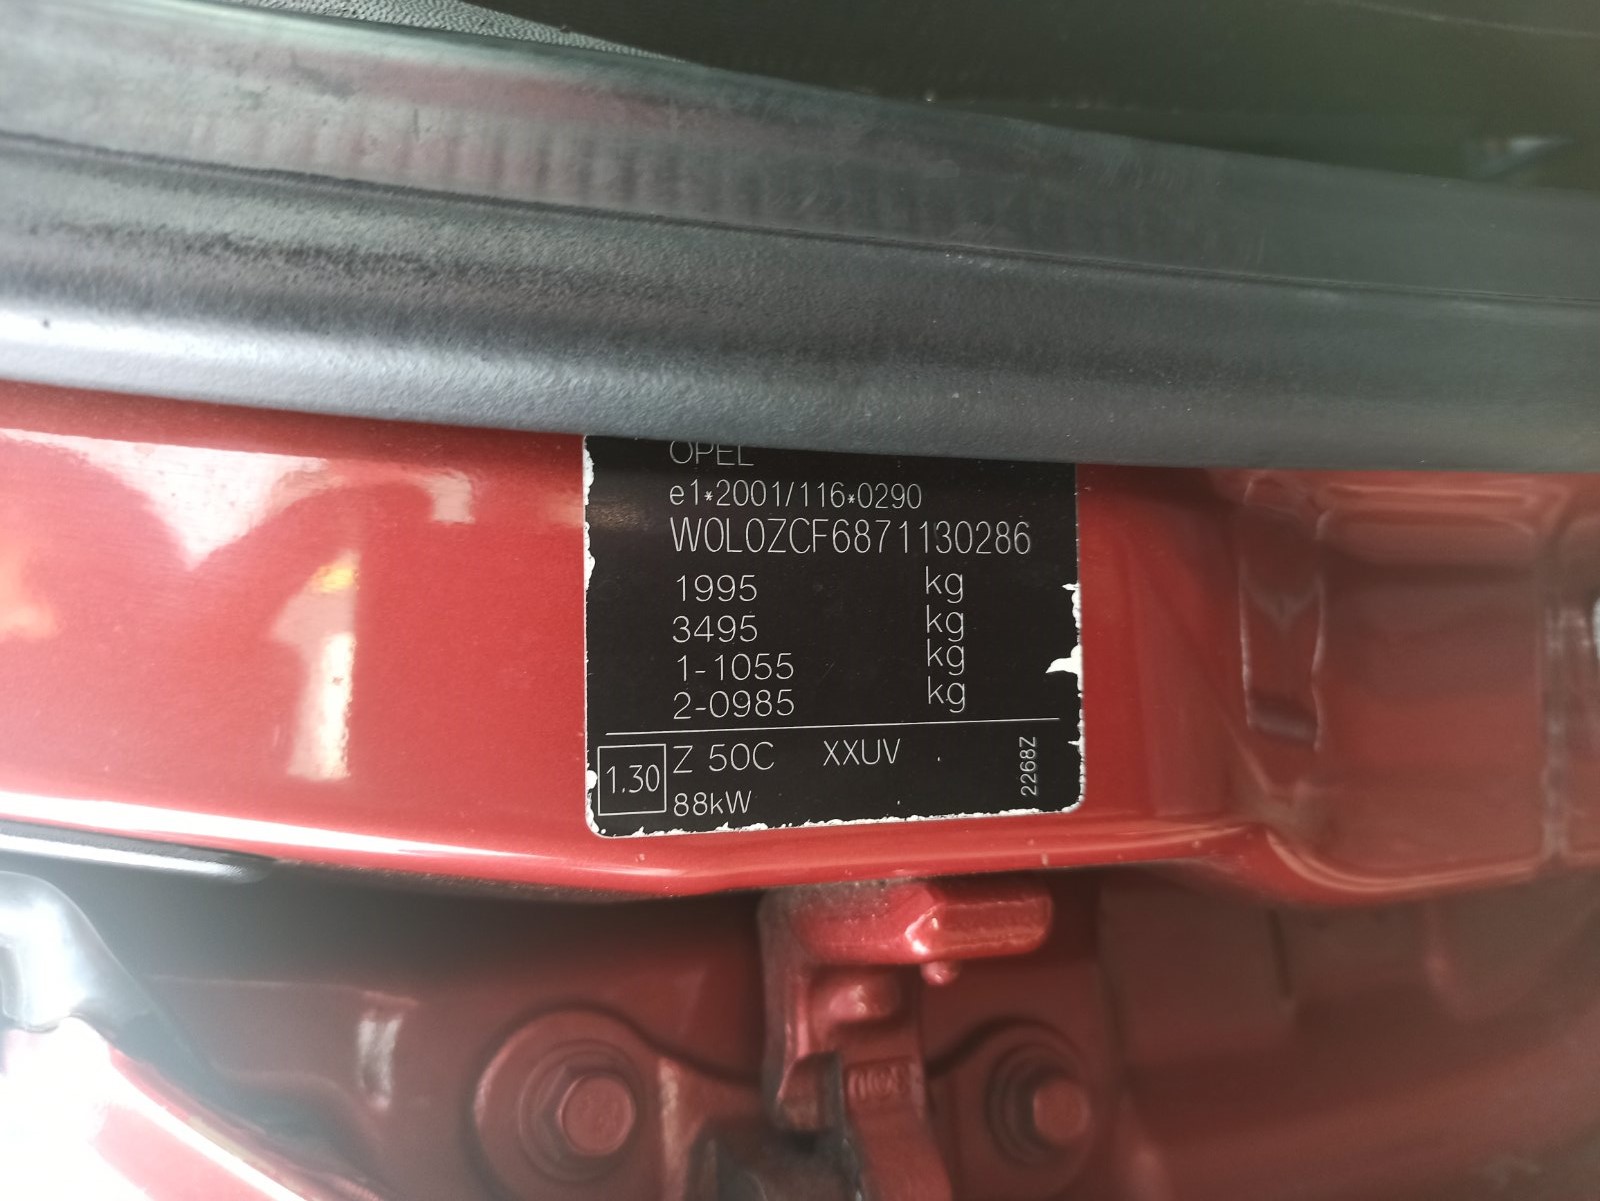 OPEL
e1*2001/116*0290
W0L0ZCF6871130286
1995 kg
3495 kg
1-1055 kg
2-0985 kg
1.30 Z 50C XXUV
88kW
2268Z